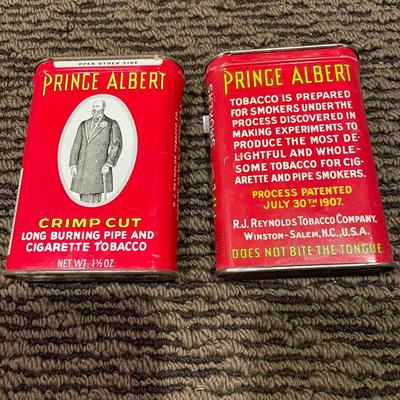 OPEN OTHER SIDE
PRINCE ALBERT
CRIMP CUT
LONG BURNING PIPE AND
CIGARETTE TOBACCO
NET WT. 1½ OZ.
R.J. REYNOLDS TOBACCO CO.
PRINCE ALBERT
TOBACCO IS PREPARED
FOR SMOKERS UNDER THE
PROCESS DISCOVERED IN
MAKING EXPERIMENTS TO
PRODUCE THE MOST DE-
LIGHTFUL AND WHOLE-
SOME TOBACCO FOR CIG-
ARETTE AND PIPE SMOKERS.
PROCESS PATENTED
JULY 30TH 1907.
R.J. REYNOLDS TOBACCO COMPANY,
WINSTON-SALEM, N.C., U.S.A.
DOES NOT BITE THE TONGUE